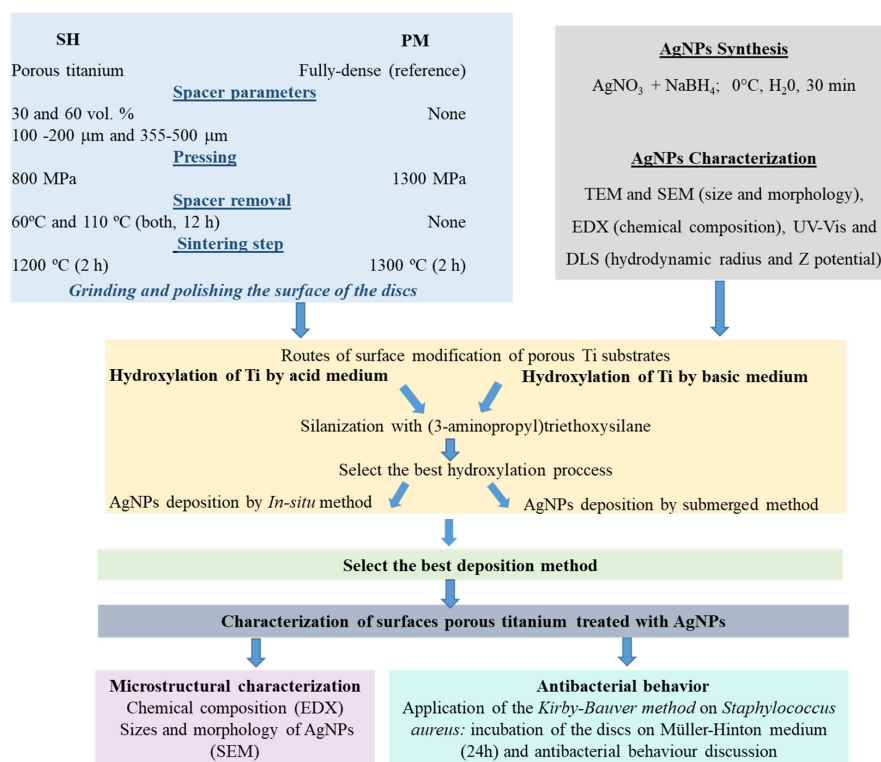 SH PM
Porous titanium Fully-dense (reference)
Spacer parameters
30 and 60 vol. % None
100 -200 µm and 355-500 µm
Pressing
800 MPa 1300 MPa
Spacer removal
60ºC and 110 ºC (both, 12 h) None
Sintering step
1200 ºC (2 h) 1300 ºC (2 h)
Grinding and polishing the surface of the discs
AgNPs Synthesis
AgNO₃ + NaBH₄; 0°C, H₂0, 30 min
AgNPs Characterization
TEM and SEM (size and morphology),
EDX (chemical composition), UV-Vis and
DLS (hydrodynamic radius and Z potential)
Routes of surface modification of porous Ti substrates
Hydroxylation of Ti by acid medium Hydroxylation of Ti by basic medium
Silanization with (3-aminopropyl)triethoxysilane
Select the best hydroxylation proccess
AgNPs deposition by In-situ method AgNPs deposition by submerged method
Select the best deposition method
Characterization of surfaces porous titanium treated with AgNPs
Microstructural characterization
Chemical composition (EDX)
Sizes and morphology of AgNPs
(SEM)
Antibacterial behavior
Application of the Kirby-Bauver method on Staphylococcus
aureus: incubation of the discs on Müller-Hinton medium
(24h) and antibacterial behaviour discussion